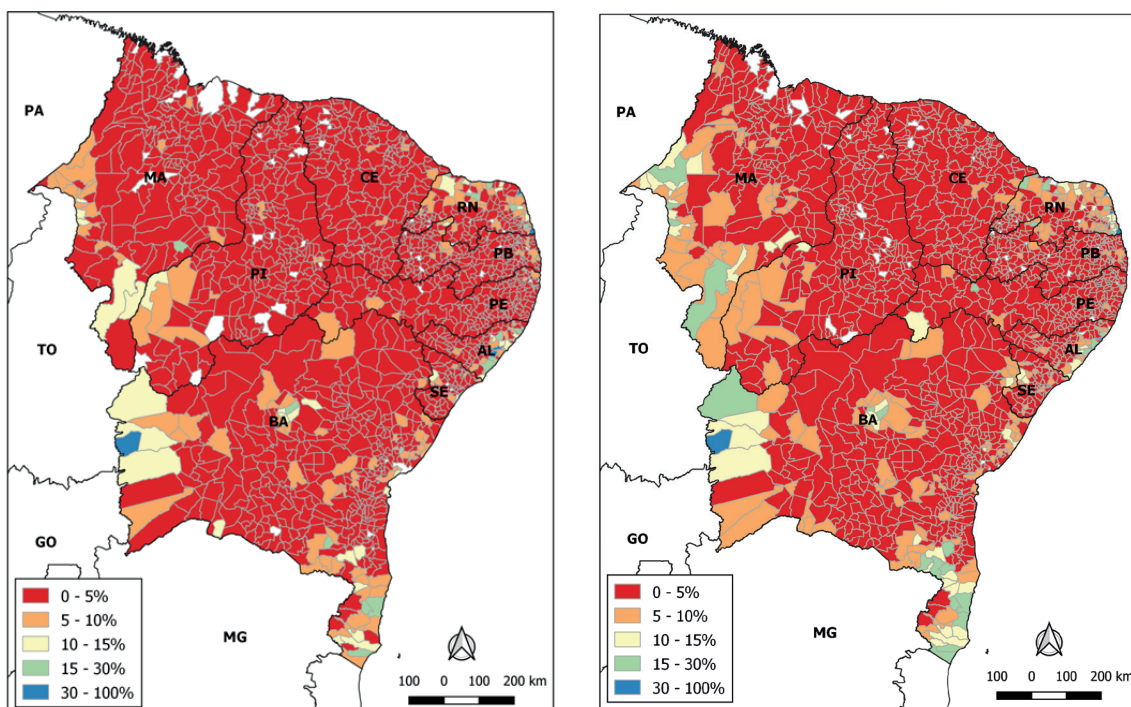 PA
MA
CE
RN
PB
PI
PE
TO
AL
SE
BA
GO
MG
0 - 5%
5 - 10%
10 - 15%
15 - 30%
30 - 100%
100 0 100 200 km
PA
MA
CE
RN
PB
PI
PE
TO
AL
SE
BA
GO
MG
0 - 5%
5 - 10%
10 - 15%
15 - 30%
30 - 100%
100 0 100 200 km